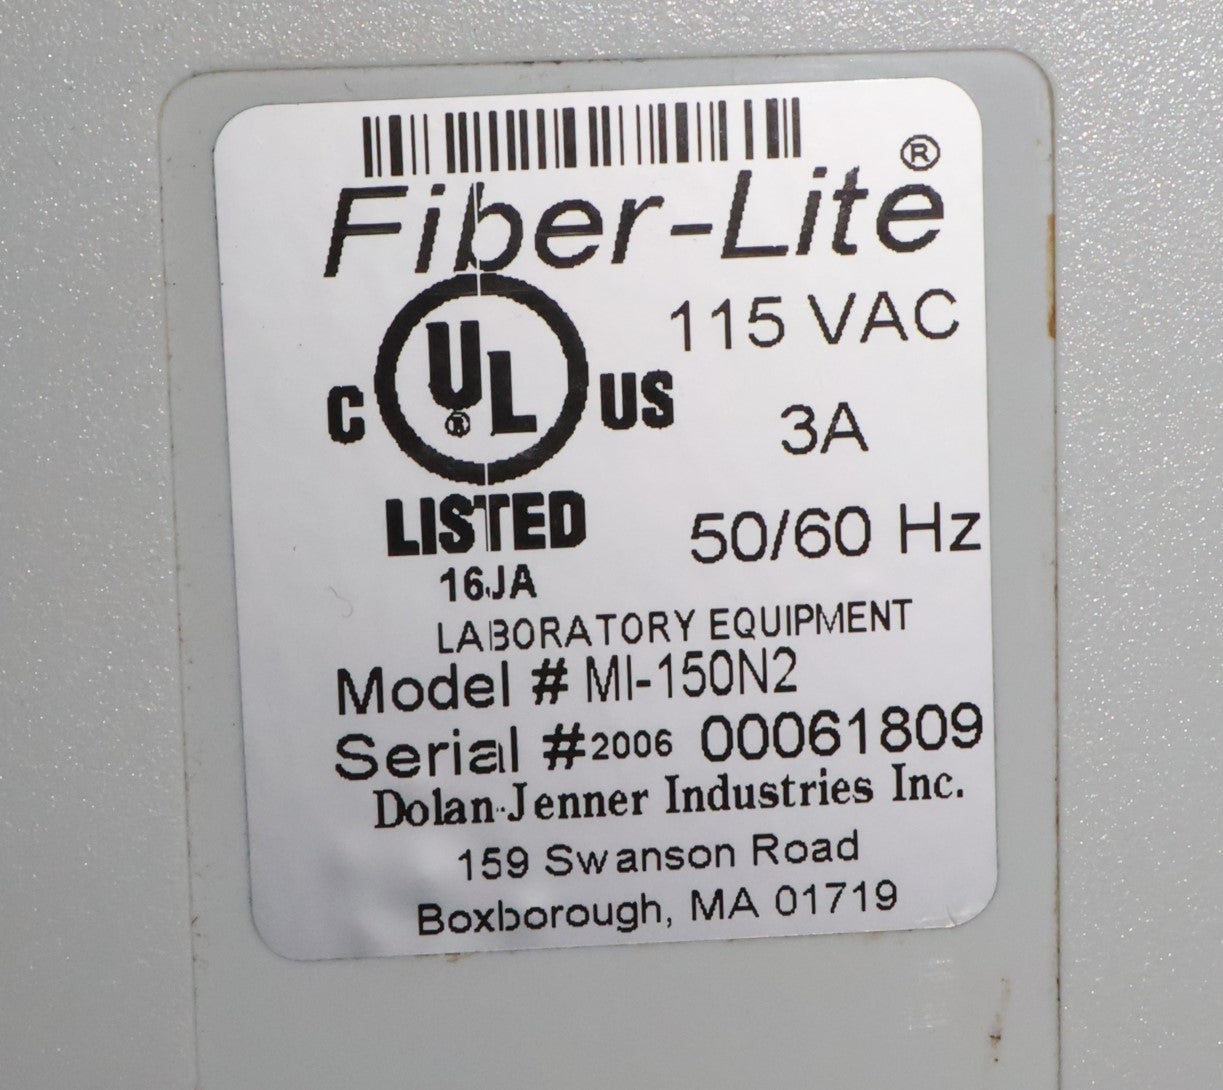 Fiber-Lite®
115 VAC
C UL® US
3A
LISTED
50/60 Hz
16JA
LABORATORY EQUIPMENT
Model # MI-150N2
Serial #2006 00061809
Dolan-Jenner Industries Inc.
159 Swanson Road
Boxborough, MA 01719